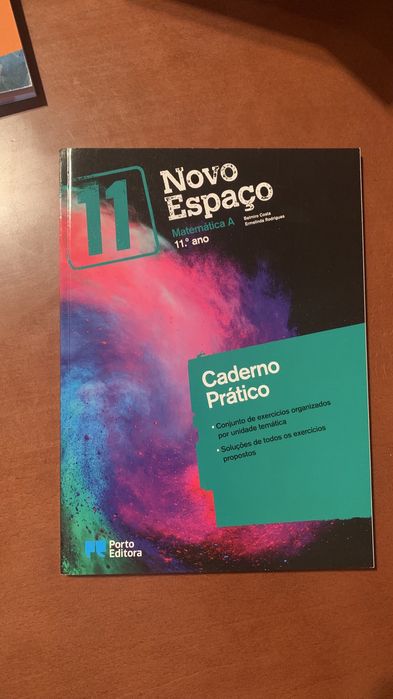 11
Novo
Espaço
Matemática A
11.º ano
Belmiro Costa
Ermelinda Rodrigues
Caderno
Prático
• Conjunto de exercícios organizados
por unidade temática
• Soluções de todos os exercícios
propostos
Porto
Editora